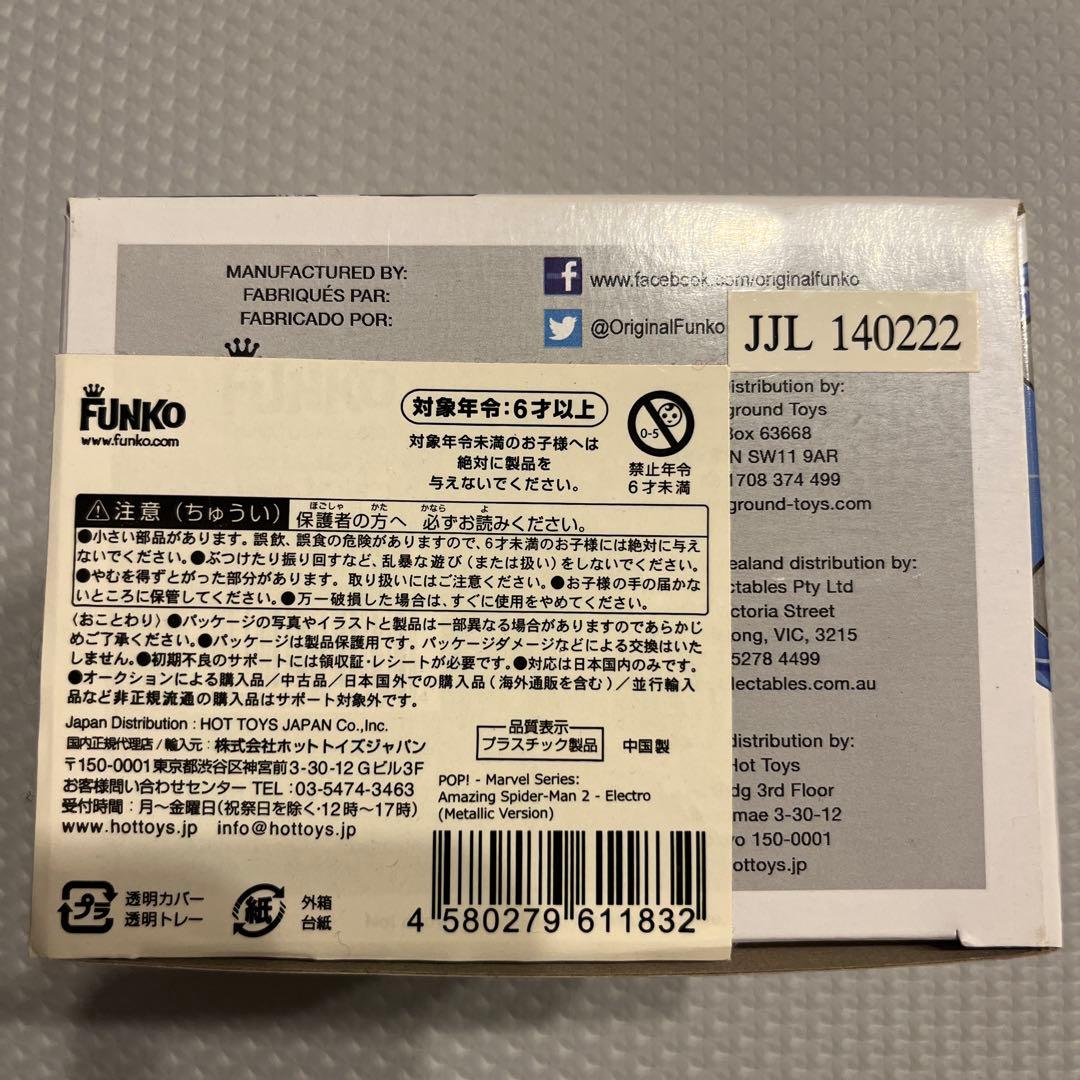 MANUFACTURED BY:
FABRIQUÉS PAR:
FABRICADO POR:
f www.facebook.com/originalfunko
@OriginalFunko
JJL 140222
FUNKO
www.funko.com
対象年令:6才以上
対象年令未満のお子様へは
絶対に製品を
与えないでください。
0-5
禁止年令
6才未満
注意(ちゅうい) 保護者の方へ 必ずお読みください。
ほごしゃ かた かなら よ
●小さい部品があります。誤飲、誤食の危険がありますので、6才未満のお子様には絶対に与え
ないでください。●ぶつけたり振り回すなど、乱暴な遊び(または扱い)をしないでください。
●やむを得ずとがった部分があります。取り扱いにはご注意ください。●お子様の手の届かな
いところに保管してください。●万一破損した場合は、すぐに使用をやめてください。
〈おことわり〉●パッケージの写真やイラストと製品は一部異なる場合がありますのであらかじ
めご了承ください。●パッケージは製品保護用です。パッケージダメージなどによる交換はいた
しません。●初期不良のサポートには領収証・レシートが必要です。●対応は日本国内のみです。
●オークションによる購入品/中古品/日本国外での購入品(海外通販を含む)/並行輸入
品など非正規流通の購入品はサポート対象外です。
Japan Distribution : HOT TOYS JAPAN Co.,Inc.
国内正規代理店/輸入元:株式会社ホットトイズジャパン
〒150-0001東京都渋谷区神宮前3-30-12 Gビル3F
お客様問い合わせセンター TEL:03-5474-3463
受付時間:月〜金曜日(祝祭日を除く・12時〜17時)
www.hottoys.jp info@hottoys.jp
品質表示
プラスチック製品
中国製
POP! - Marvel Series:
Amazing Spider-Man 2 - Electro
(Metallic Version)
プラ
透明カバー
透明トレー
紙
外箱
台紙
4 580279 611832
istribution by:
ground Toys
Box 63668
N SW11 9AR
1708 374 499
ground-toys.com
ealand distribution by:
ctables Pty Ltd
ctoria Street
ong, VIC, 3215
5278 4499
lectables.com.au
distribution by:
Hot Toys
dg 3rd Floor
mae 3-30-12
yo 150-0001
ottoys.jp